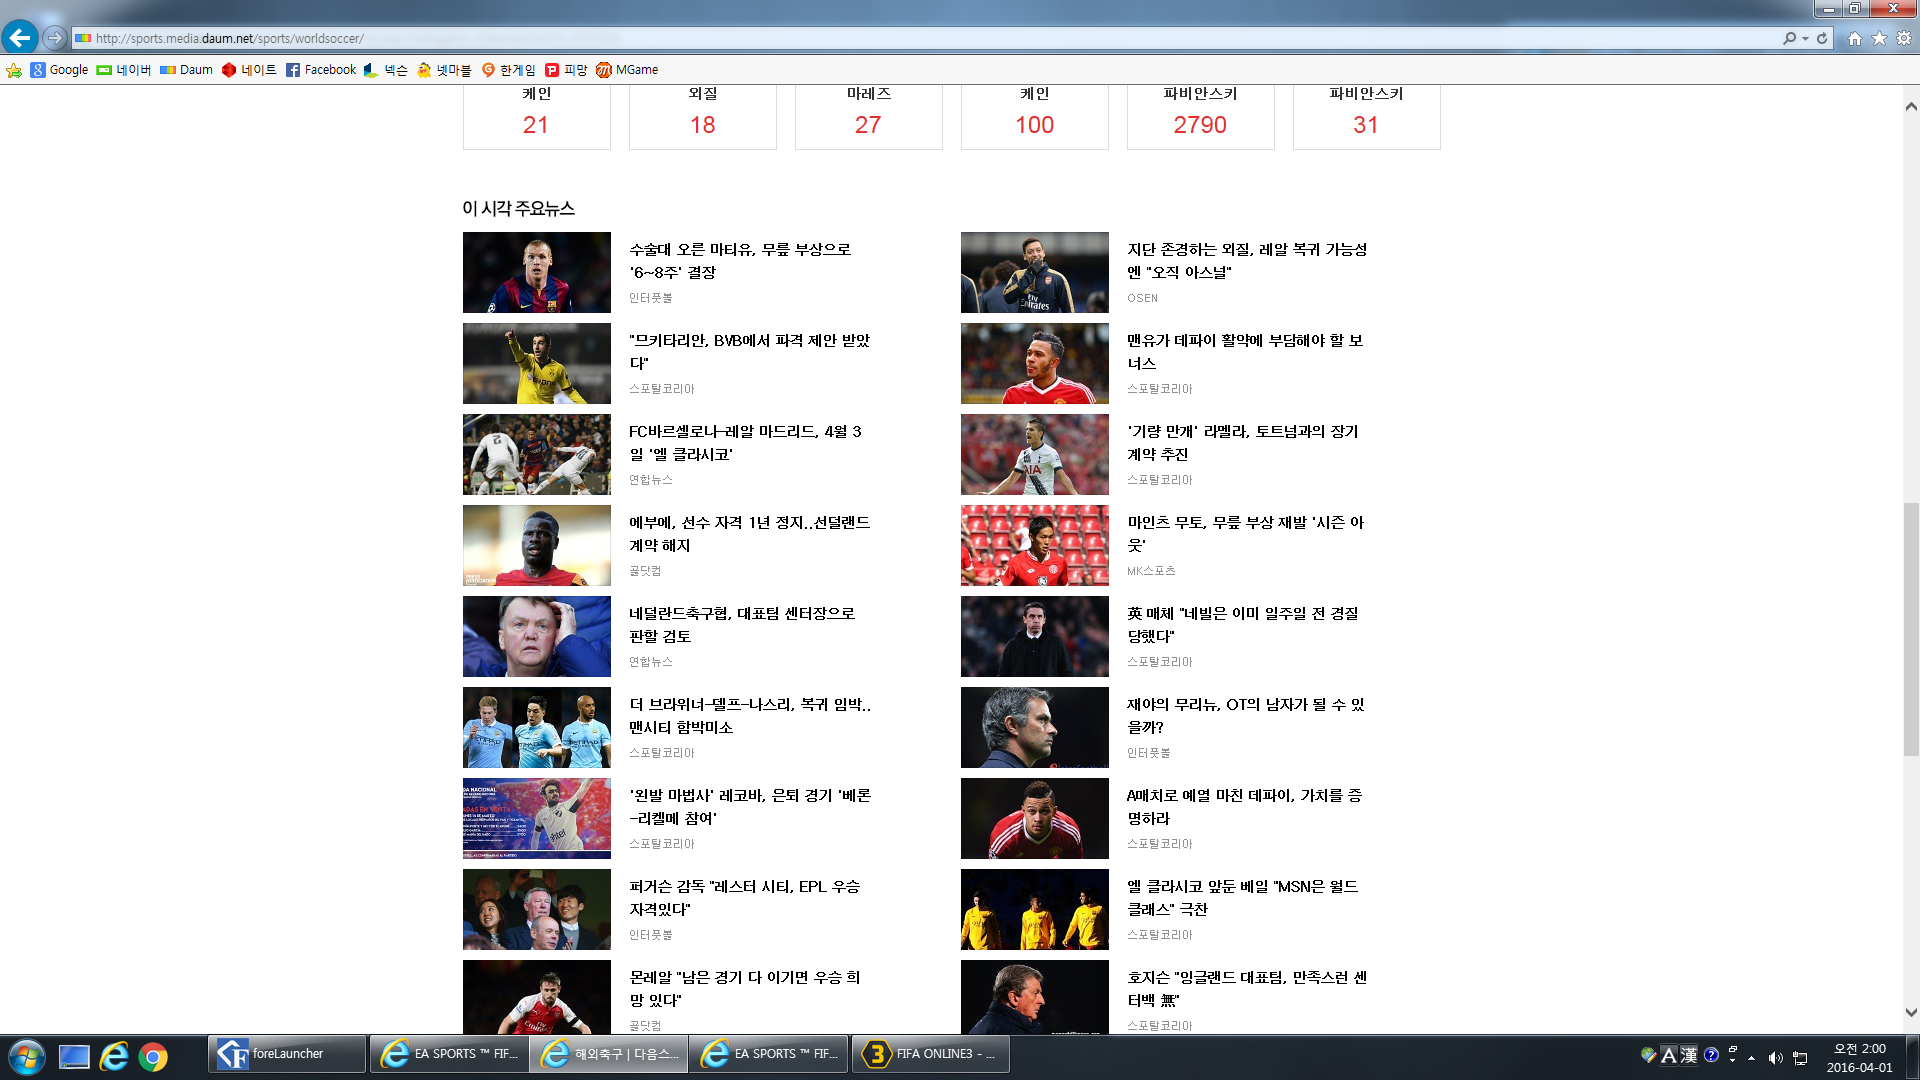 http://sports.media.daum.net/sports/worldsoccer/
Google 네이버 Daum 네이트 Facebook 넥슨 넷마블 한게임 피망 MGame
케인 외질 마레즈 케인 파비안스키 파비안스키
21 18 27 100 2790 31
이 시각 주요뉴스
수술대 오른 마티유, 무릎 부상으로
'6~8주' 결장
인터풋볼
지단 존경하는 외질, 레알 복귀 가능성
엔 "오직 아스널"
OSEN
"므키타리안, BVB에서 파격 제안 받았
다"
스포탈코리아
맨유가 데파이 활약에 부담해야 할 보
너스
스포탈코리아
FC바르셀로나-레알 마드리드, 4월 3
일 '엘 클라시코'
연합뉴스
'기량 만개' 라멜라, 토트넘과의 장기
계약 추진
스포탈코리아
에부에, 선수 자격 1년 정지..선덜랜드
계약 해지
골닷컴
마인츠 무토, 무릎 부상 재발 '시즌 아
웃'
MK스포츠
네덜란드축구협, 대표팀 센터장으로
판할 검토
연합뉴스
英 매체 "네빌은 이미 일주일 전 경질
당했다"
스포탈코리아
더 브라위너-델프-나스리, 복귀 임박..
맨시티 함박미소
스포탈코리아
재야의 무리뉴, OT의 남자가 될 수 있
을까?
인터풋볼
'왼발 마법사' 레코바, 은퇴 경기 '베론
-리켈메 참여'
스포탈코리아
A매치로 예열 마친 데파이, 가치를 증
명하라
스포탈코리아
퍼거슨 감독 "레스터 시티, EPL 우승
자격있다"
인터풋볼
엘 클라시코 앞둔 베일 "MSN은 월드
클래스" 극찬
스포탈코리아
몬레알 "남은 경기 다 이기면 우승 희
망 있다"
골닷컴
호지슨 "잉글랜드 대표팀, 만족스런 센
터백 無"
스포탈코리아
foreLauncher
EA SPORTS ™ FIF...
해외축구 | 다음스...
EA SPORTS ™ FIF...
FIFA ONLINE3 - ...
A 漢
오전 2:00
2016-04-01